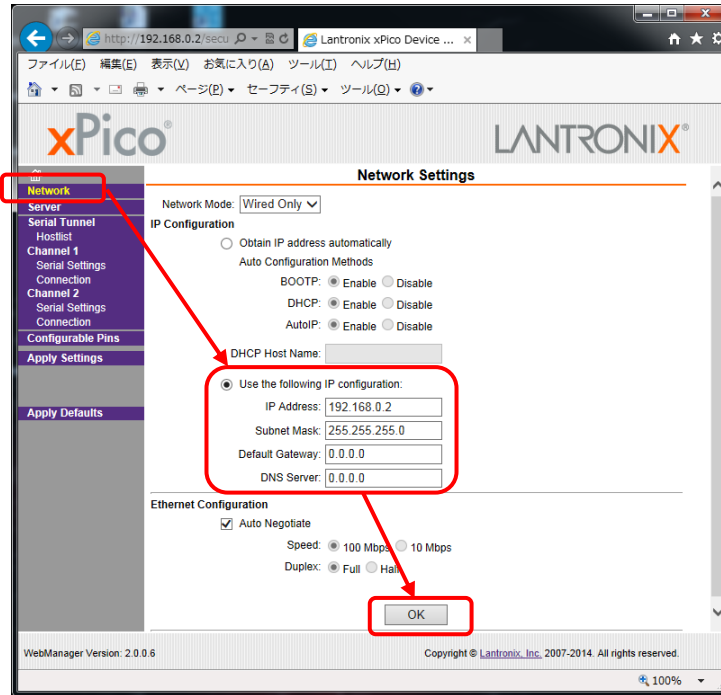 http://192.168.0.2/secu
Lantronix xPico Device ...
ファイル(F) 編集(E) 表示(V) お気に入り(A) ツール(T) ヘルプ(H)
ページ(P) セーフティ(S) ツール(O)
xPico®
LANTRONIX®
Network
Server
Serial Tunnel
Hostlist
Channel 1
Serial Settings
Connection
Channel 2
Serial Settings
Connection
Configurable Pins
Apply Settings
Apply Defaults
Network Settings
Network Mode: Wired Only
IP Configuration
Obtain IP address automatically
Auto Configuration Methods
BOOTP: Enable Disable
DHCP: Enable Disable
AutoIP: Enable Disable
DHCP Host Name:
Use the following IP configuration:
IP Address: 192.168.0.2
Subnet Mask: 255.255.255.0
Default Gateway: 0.0.0.0
DNS Server: 0.0.0.0
Ethernet Configuration
Auto Negotiate
Speed: 100 Mbps 10 Mbps
Duplex: Full Half
OK
WebManager Version: 2.0.0.6
Copyright © Lantronix, Inc. 2007-2014. All rights reserved.
100%